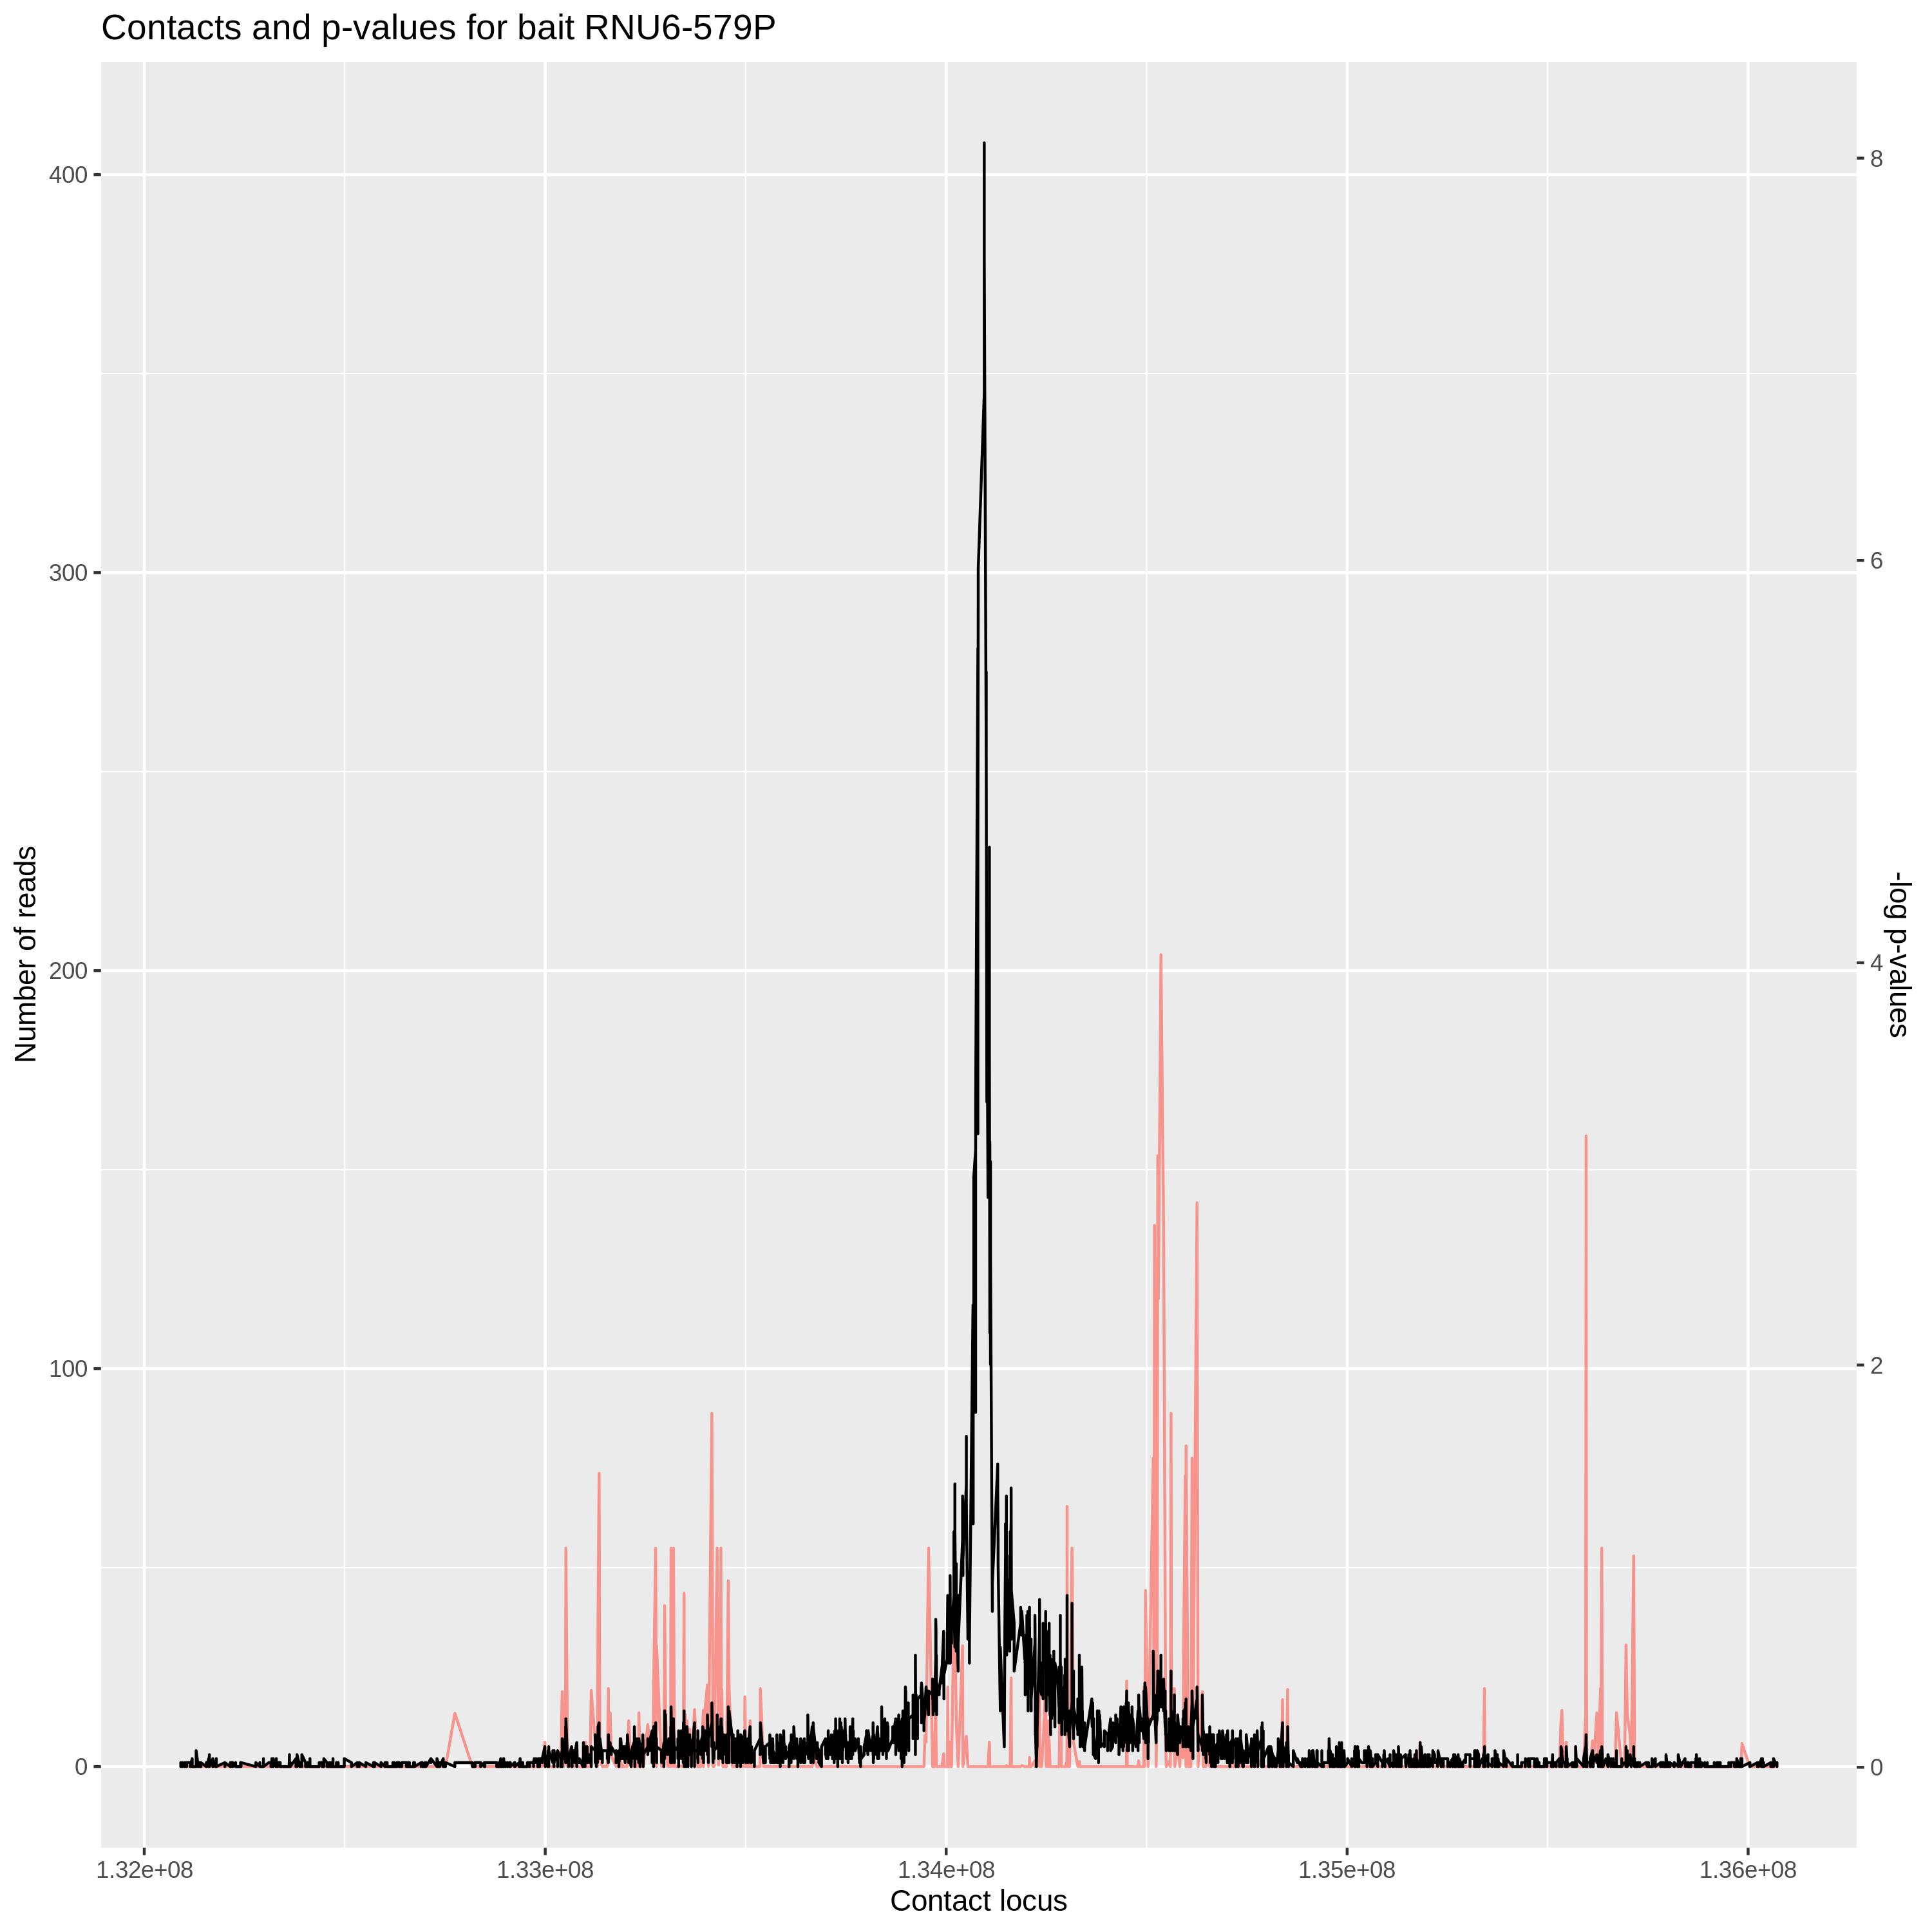 Contacts and p-values for bait RNU6-579P
400
300
200
100
0
Number of reads
8
6
4
2
0
-log p-values
1.32e+08
1.33e+08
1.34e+08
1.35e+08
1.36e+08
Contact locus